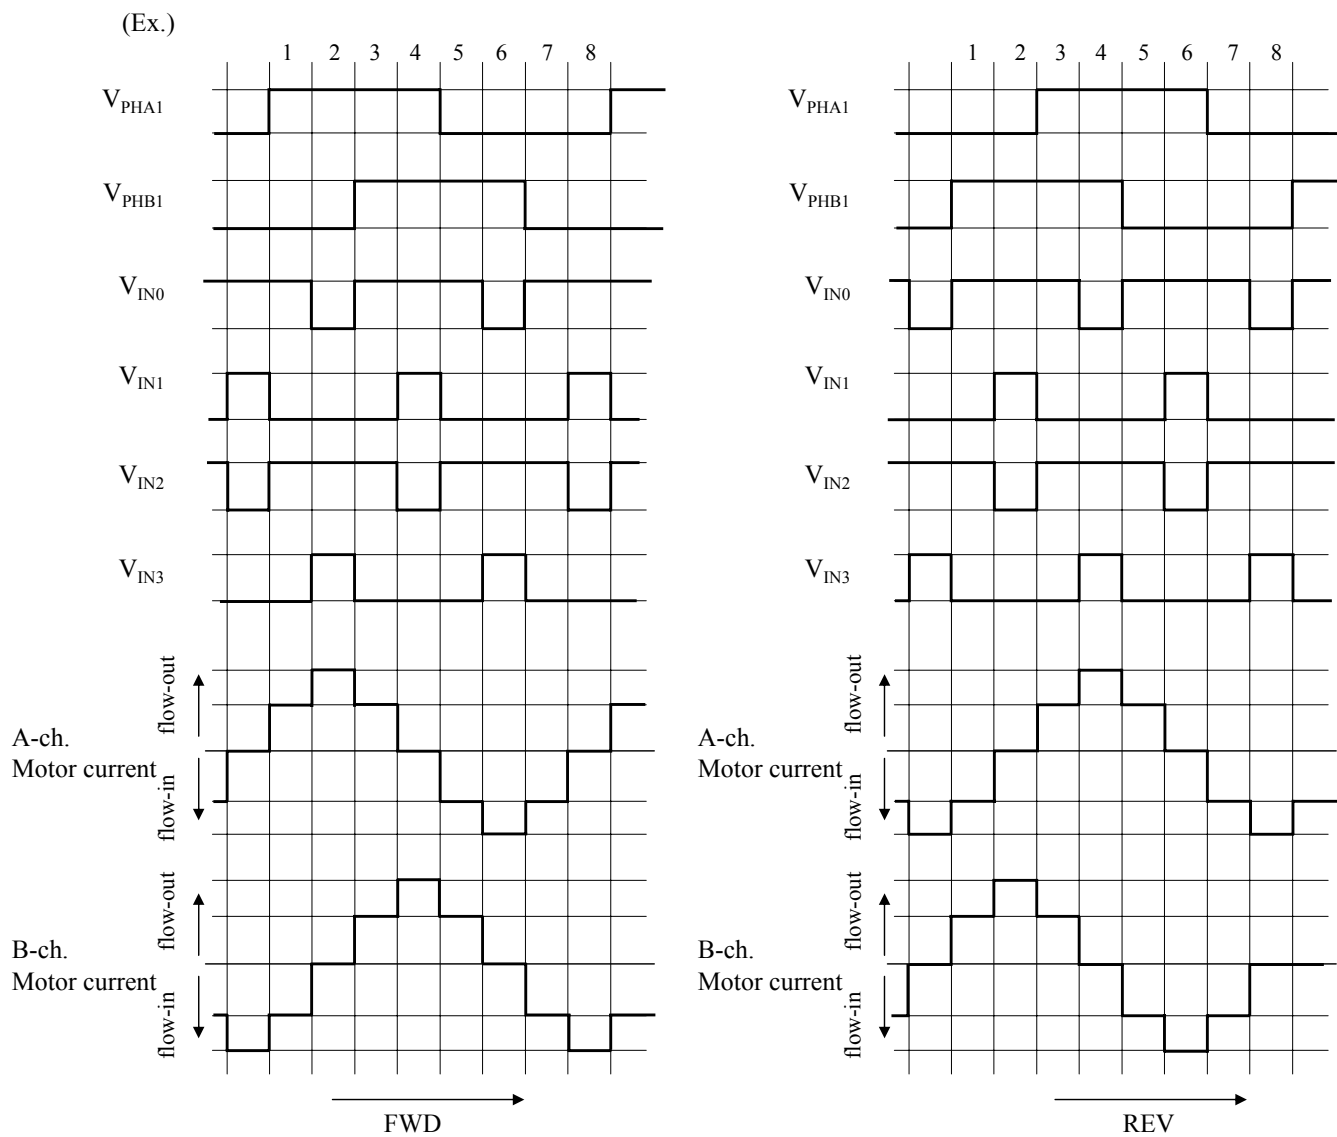 (Ex.)
1 2 3 4 5 6 7 8
VPHA1
VPHB1
VIN0
VIN1
VIN2
VIN3
flow-out
A-ch.
Motor current
flow-in
flow-out
B-ch.
Motor current
flow-in
FWD
1 2 3 4 5 6 7 8
VPHA1
VPHB1
VIN0
VIN1
VIN2
VIN3
flow-out
A-ch.
Motor current
flow-in
flow-out
B-ch.
Motor current
flow-in
REV